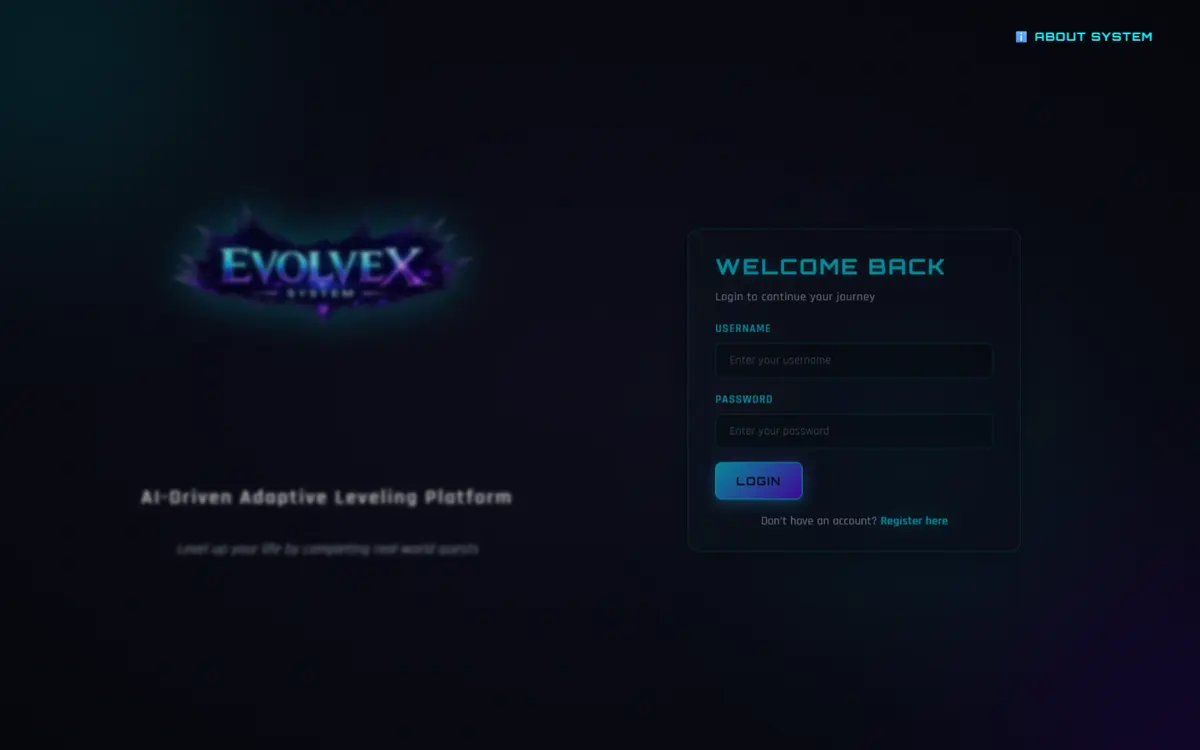 ℹ ABOUT SYSTEM
EVOLVEX
SYSTEM
AI-Driven Adaptive Leveling Platform
Level up your life by completing real-world quests
WELCOME BACK
Login to continue your journey
USERNAME
Enter your username
PASSWORD
Enter your password
LOGIN
Don't have an account? Register here